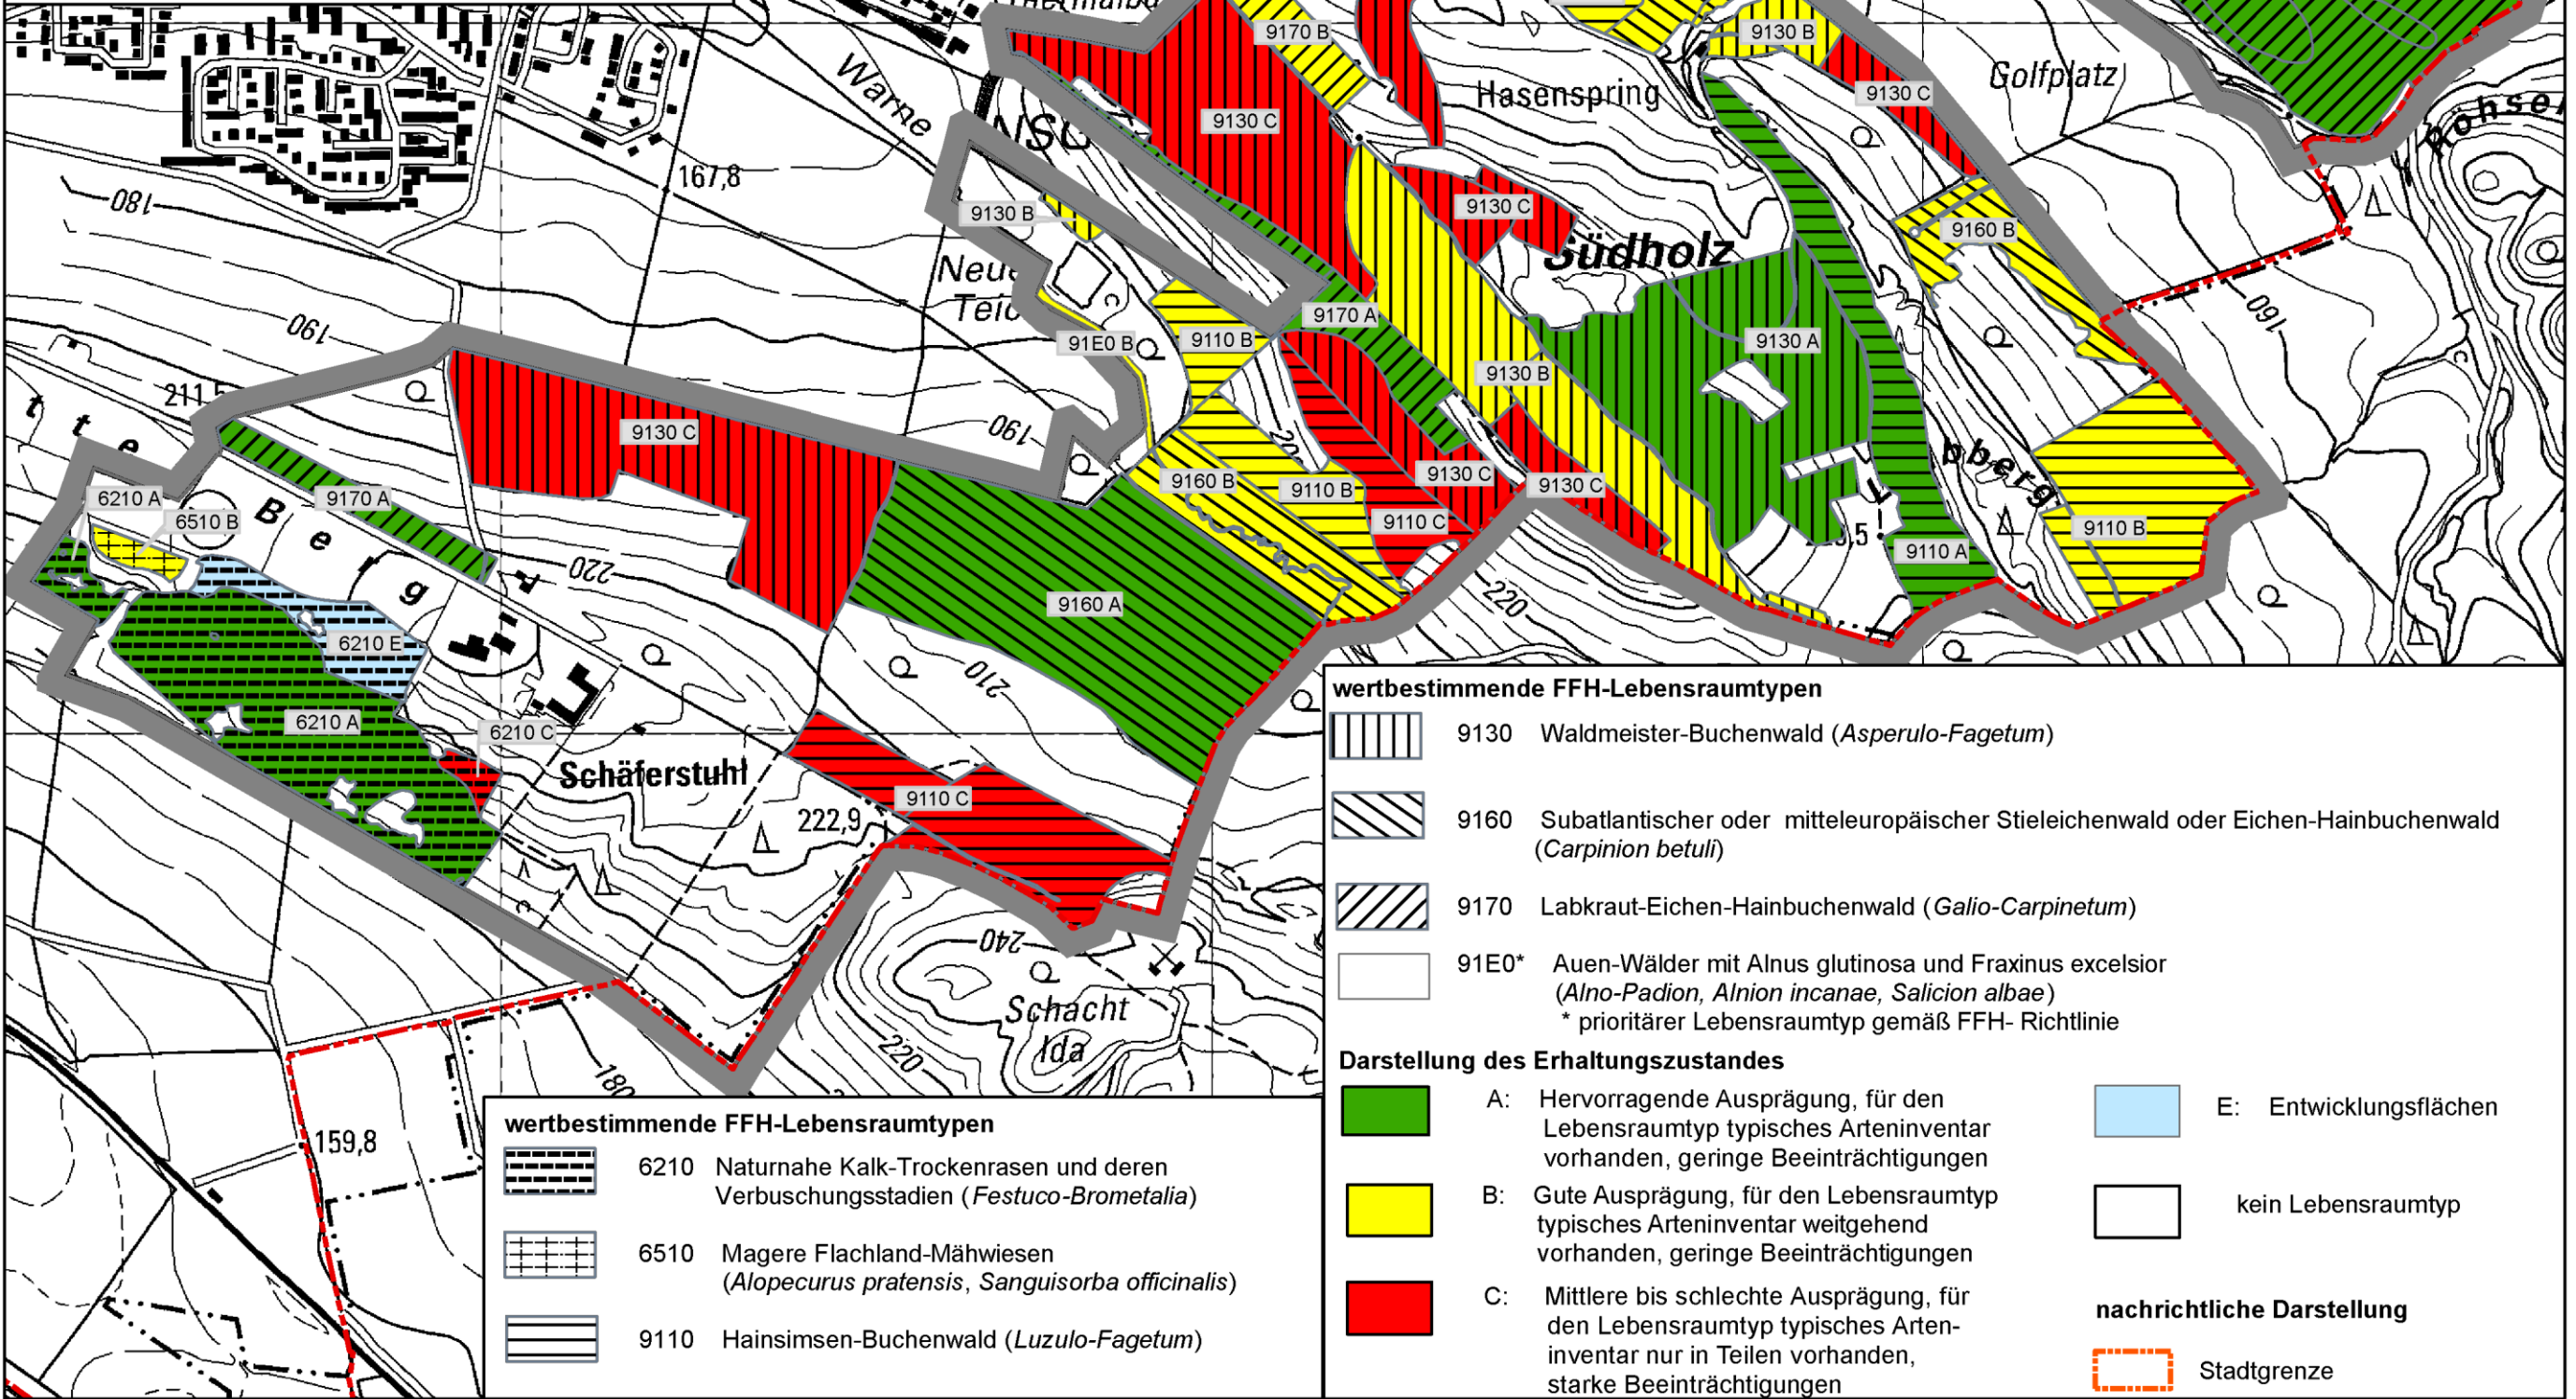 9170 B
9130 B
Hasenspring
Golfplatz
9130 C
Warne
9130 C
NSG
167,8
180
9130 B
9130 C
9160 B
Südholz
Neue
9170 A
160
190
91E0 B
9110 B
9130 A
9130 B
211,5
t t e
190
9130 C
9160 B
9110 B
9130 C
9130 C
bberg
6210 A
9170 A
6510 B
9110 C
9110 B
B e r g
9110 A
220
9160 A
220
6210 E
210
6210 A
6210 C
Schäferstuhl
9110 C
222,9
240
Schacht
Ida
220
180
159,8
wertbestimmende FFH-Lebensraumtypen
9130 Waldmeister-Buchenwald (Asperulo-Fagetum)
9160 Subatlantischer oder mitteleuropäischer Stieleichenwald oder Eichen-Hainbuchenwald
(Carpinion betuli)
9170 Labkraut-Eichen-Hainbuchenwald (Galio-Carpinetum)
91E0* Auen-Wälder mit Alnus glutinosa und Fraxinus excelsior
(Alno-Padion, Alnion incanae, Salicion albae)
* prioritärer Lebensraumtyp gemäß FFH- Richtlinie
Darstellung des Erhaltungszustandes
A: Hervorragende Ausprägung, für den
Lebensraumtyp typisches Arteninventar
vorhanden, geringe Beeinträchtigungen
B: Gute Ausprägung, für den Lebensraumtyp
typisches Arteninventar weitgehend
vorhanden, geringe Beeinträchtigungen
C: Mittlere bis schlechte Ausprägung, für
den Lebensraumtyp typisches Arten-
inventar nur in Teilen vorhanden,
starke Beeinträchtigungen
E: Entwicklungsflächen
kein Lebensraumtyp
nachrichtliche Darstellung
Stadtgrenze
wertbestimmende FFH-Lebensraumtypen
6210 Naturnahe Kalk-Trockenrasen und deren
Verbuschungsstadien (Festuco-Brometalia)
6510 Magere Flachland-Mähwiesen
(Alopecurus pratensis, Sanguisorba officinalis)
9110 Hainsimsen-Buchenwald (Luzulo-Fagetum)